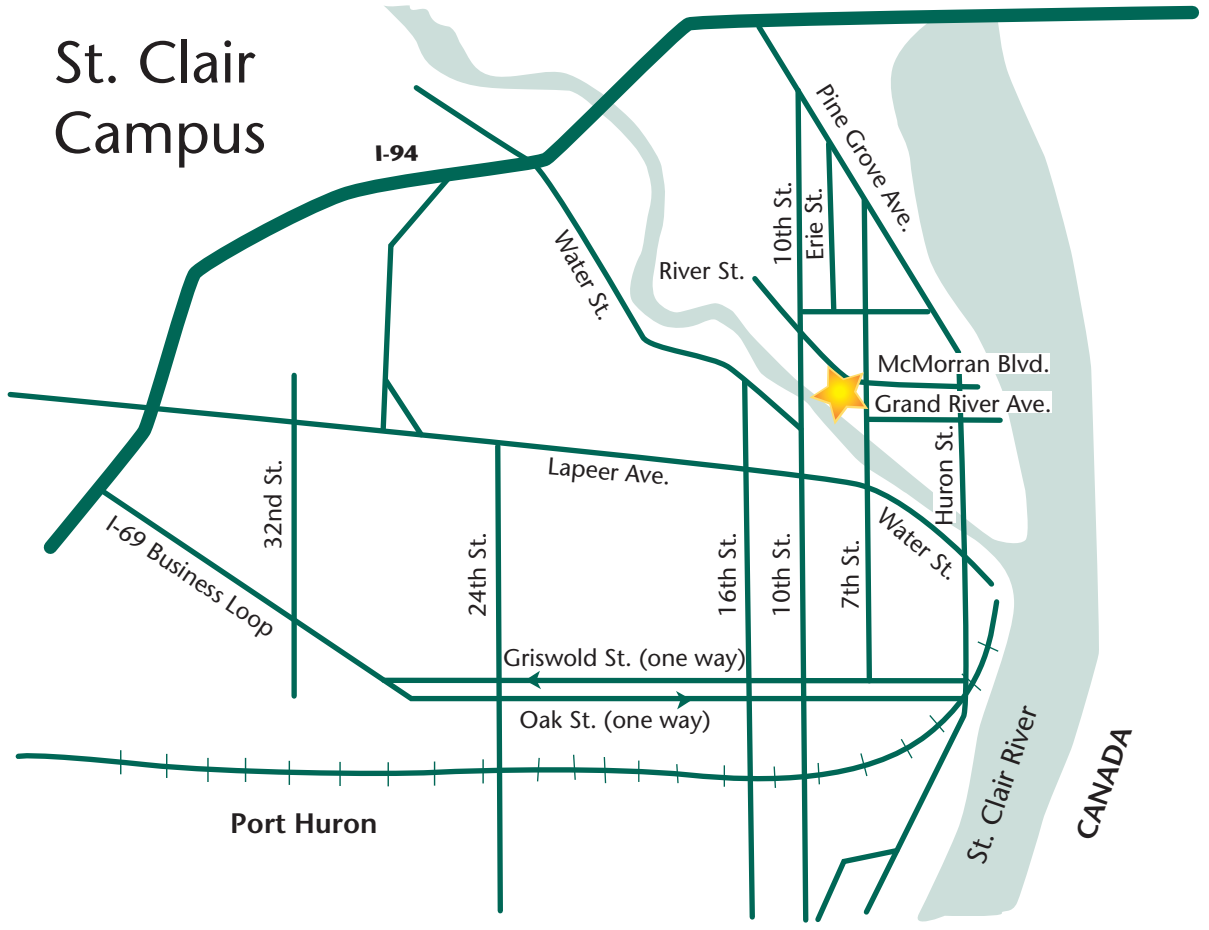 St. Clair
Campus
I-94
Pine Grove Ave.
10th St.
Erie St.
Water St.
River St.
McMorran Blvd.
Grand River Ave.
Huron St.
Lapeer Ave.
32nd St.
I-69 Business Loop
24th St.
16th St.
10th St.
7th St.
Water St.
Griswold St. (one way)
Oak St. (one way)
St. Clair River
CANADA
Port Huron